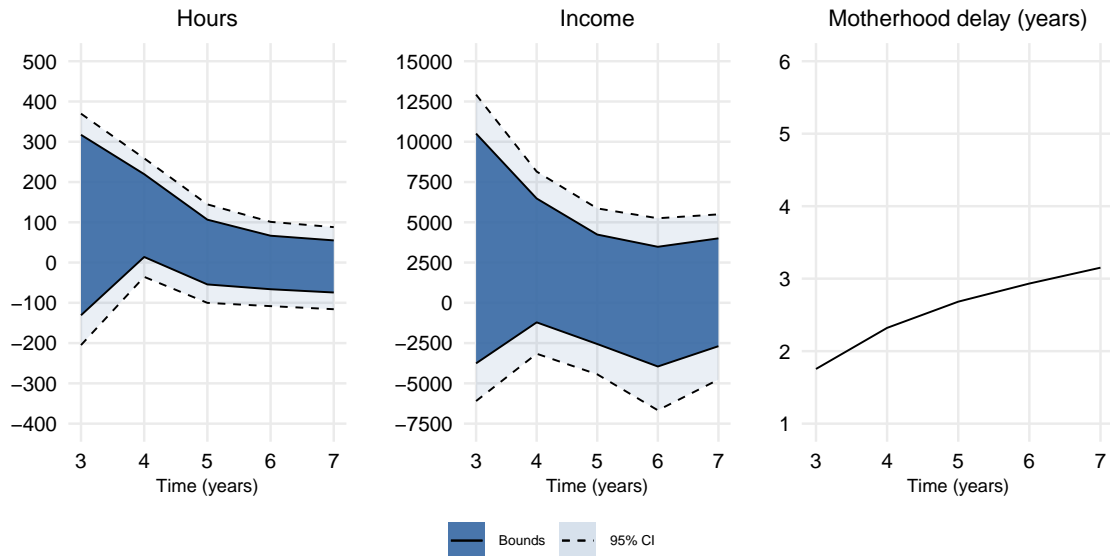 Hours
Income
Motherhood delay (years)
500
400
300
200
100
0
−100
−200
−300
−400
3 4 5 6 7
Time (years)
15000
12500
10000
7500
5000
2500
0
−2500
−5000
−7500
3 4 5 6 7
Time (years)
6
5
4
3
2
1
3 4 5 6 7
Time (years)
Bounds
95% CI